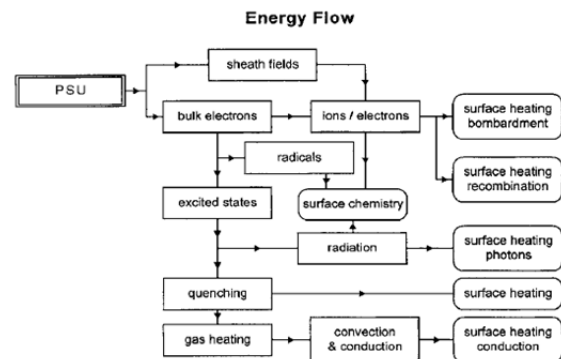 Energy Flow
sheath fields
PSU
bulk electrons
ions / electrons
surface heating
bombardment
radicals
surface heating
recombination
excited states
surface chemistry
radiation
surface heating
photons
quenching
surface heating
gas heating
convection
& conduction
surface heating
conduction